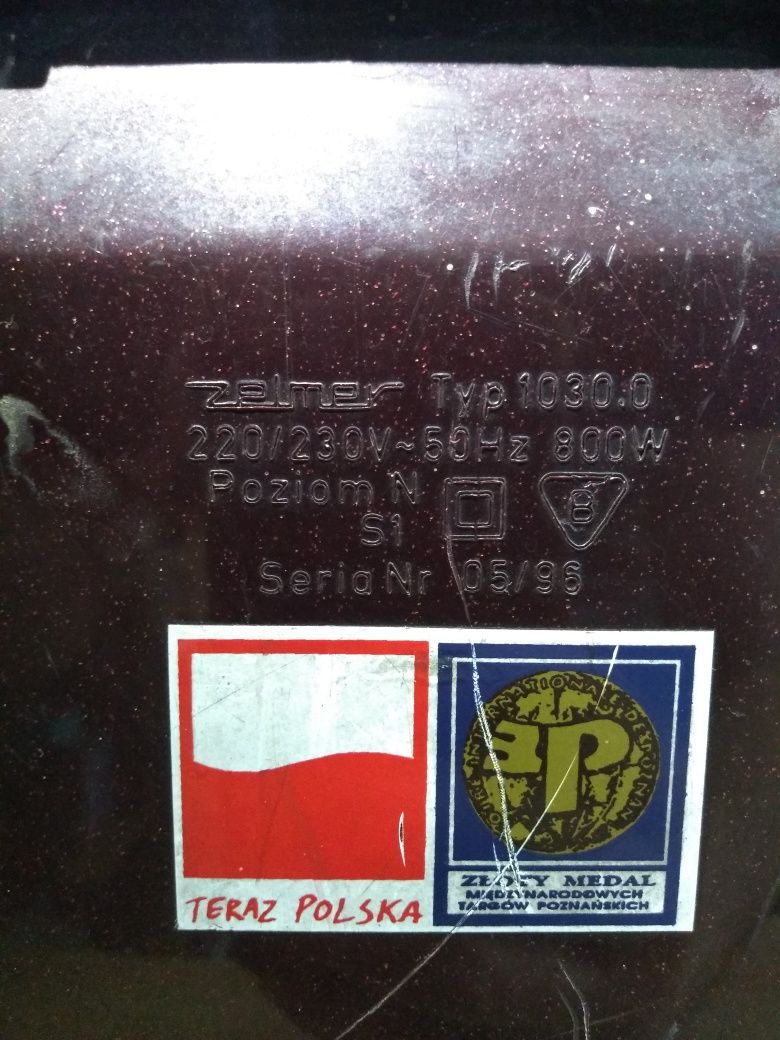 zelmer Typ 1030.0
220/230V~50Hz 800W
Poziom N
S1
B
Seria Nr 05/96
TERAZ POLSKA
ZŁOTY MEDAL
MIĘDZYNARODOWYCH
TARGÓW POZNAŃSKICH